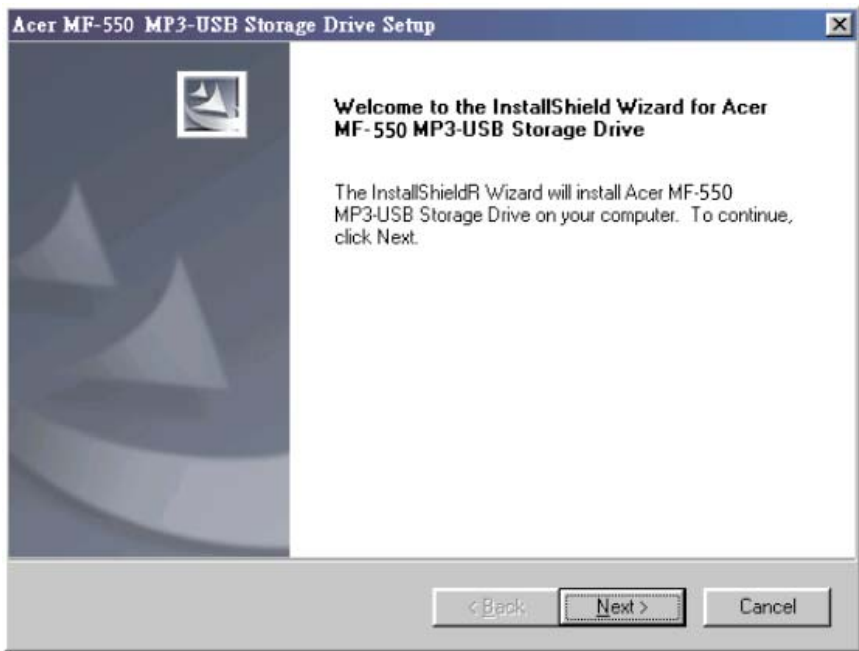 Acer MF-550 MP3-USB Storage Drive Setup
Welcome to the InstallShield Wizard for Acer
MF-550 MP3-USB Storage Drive
The InstallShieldR Wizard will install Acer MF-550
MP3-USB Storage Drive on your computer. To continue,
click Next.
< Back
Next >
Cancel